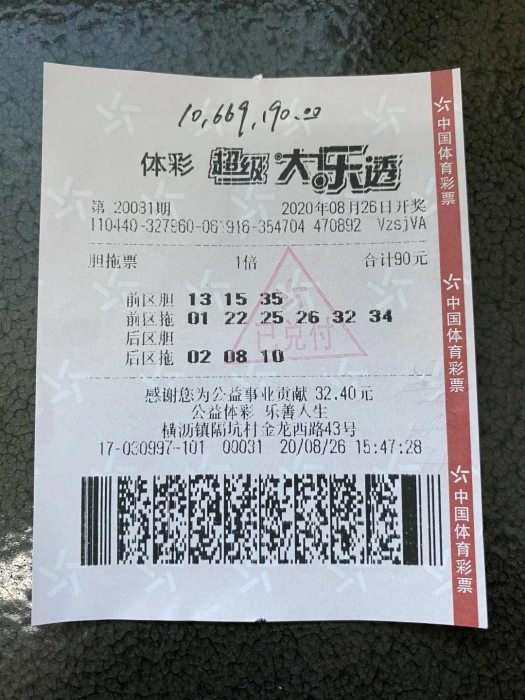 10,669,190.00
体彩 超级大乐透
第 20081期 2020年08月26日开奖
110440-327960-061916-354704 470892 VzsjVA
胆拖票 1倍 合计90元
前区胆 13 15 35
前区拖 01 22 25 26 32 34
后区胆
后区拖 02 08 10
已兑付
感谢您为公益事业贡献 32.40元
公益体彩 乐善人生
横沥镇隔坑村金龙西路43号
17-030997-101 00031 20/08/26 15:47:28
中国体育彩票
中国体育彩票
中国体育彩票